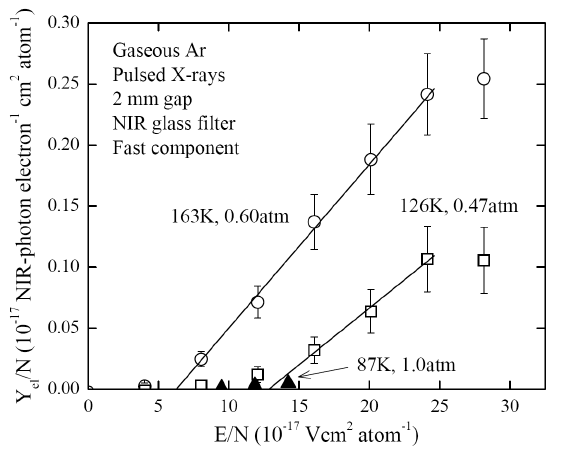 0.30
0.25
0.20
0.15
0.10
0.05
0.00
Y_el/N (10^-17 NIR-photon electron^-1 cm^2 atom^-1)
Gaseous Ar
Pulsed X-rays
2 mm gap
NIR glass filter
Fast component
163K, 0.60atm
126K, 0.47atm
87K, 1.0atm
0 5 10 15 20 25 30
E/N (10^-17 Vcm^2 atom^-1)